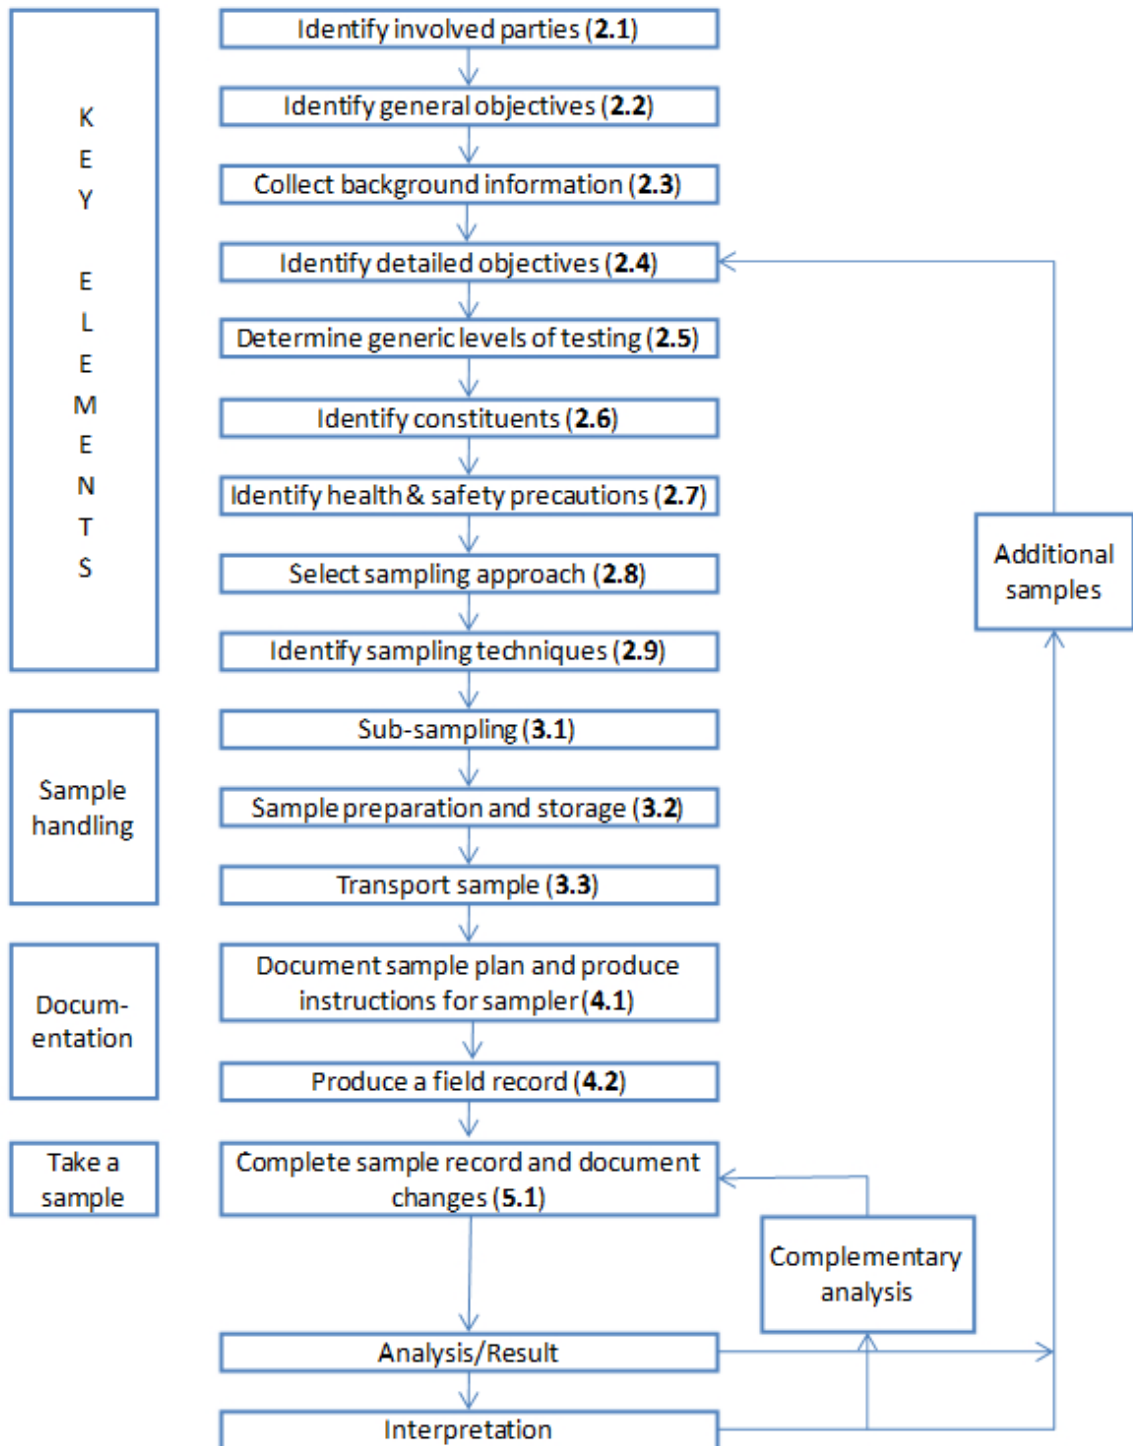 K
E
Y
E
L
E
M
E
N
T
S
Identify involved parties (2.1)
Identify general objectives (2.2)
Collect background information (2.3)
Identify detailed objectives (2.4)
Determine generic levels of testing (2.5)
Identify constituents (2.6)
Identify health & safety precautions (2.7)
Select sampling approach (2.8)
Identify sampling techniques (2.9)
Additional
samples
Sample
handling
Sub-sampling (3.1)
Sample preparation and storage (3.2)
Transport sample (3.3)
Docum-
entation
Document sample plan and produce
instructions for sampler (4.1)
Produce a field record (4.2)
Take a
sample
Complete sample record and document
changes (5.1)
Complementary
analysis
Analysis/Result
Interpretation